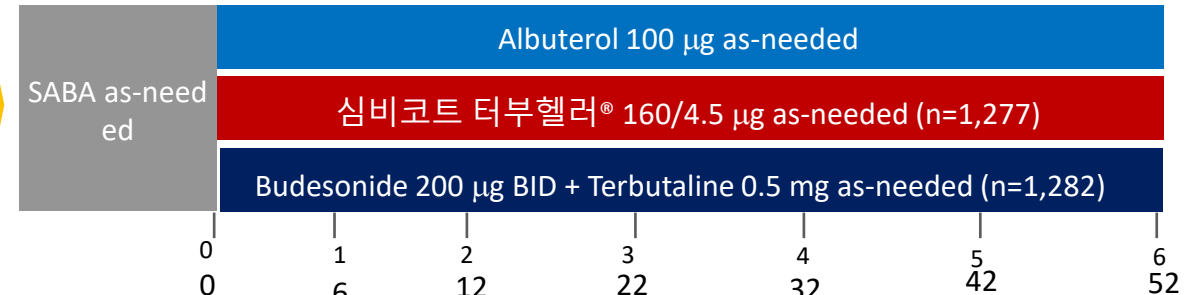 Albuterol 100 μg as-needed
SABA as-need
ed
심비코트 터부헬러® 160/4.5 μg as-needed (n=1,277)
Budesonide 200 μg BID + Terbutaline 0.5 mg as-needed (n=1,282)
0 1 2 3 4 5 6
0 6 12 22 32 42 52